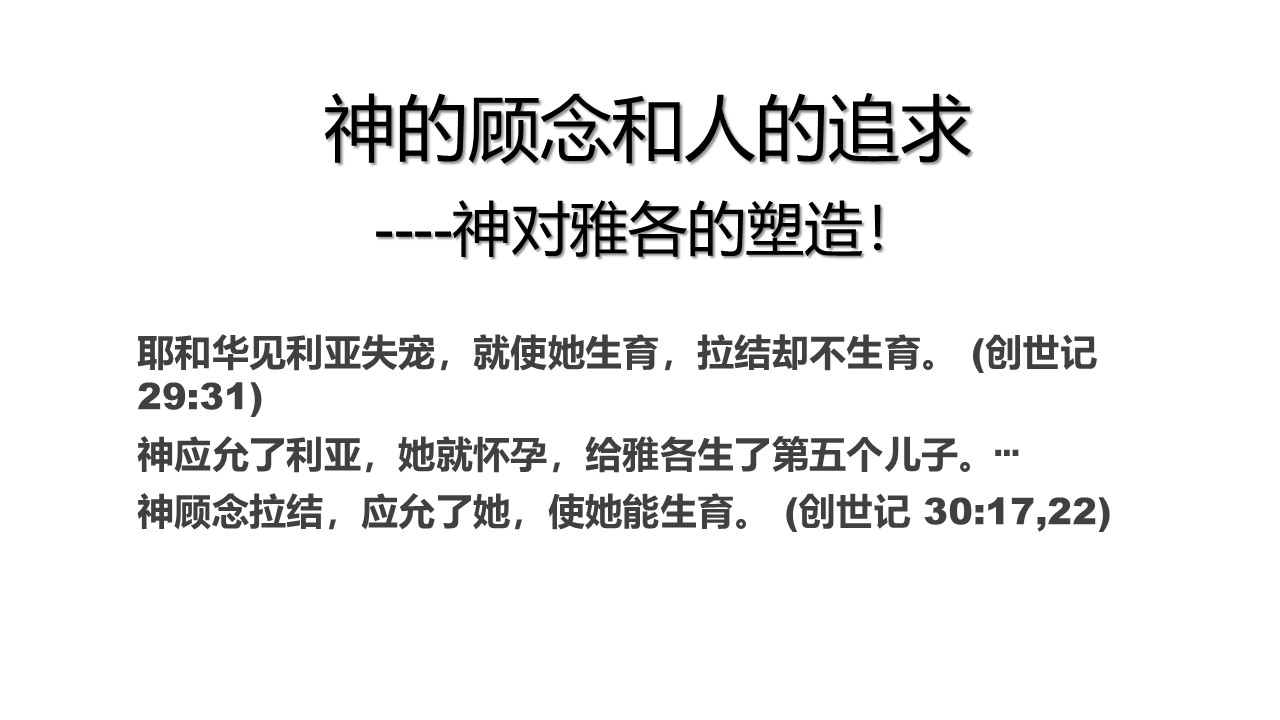 神的顾念和人的追求
----神对雅各的塑造！
耶和华见利亚失宠，就使她生育，拉结却不生育。 (创世记
29:31)
神应允了利亚，她就怀孕，给雅各生了第五个儿子。…
神顾念拉结，应允了她，使她能生育。 (创世记 30:17,22)